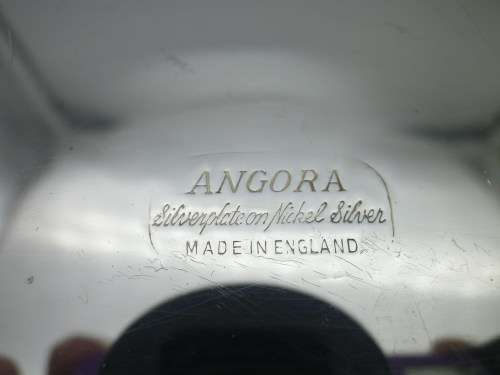 ANGORA
Silverplate on Nickel Silver
MADE IN ENGLAND